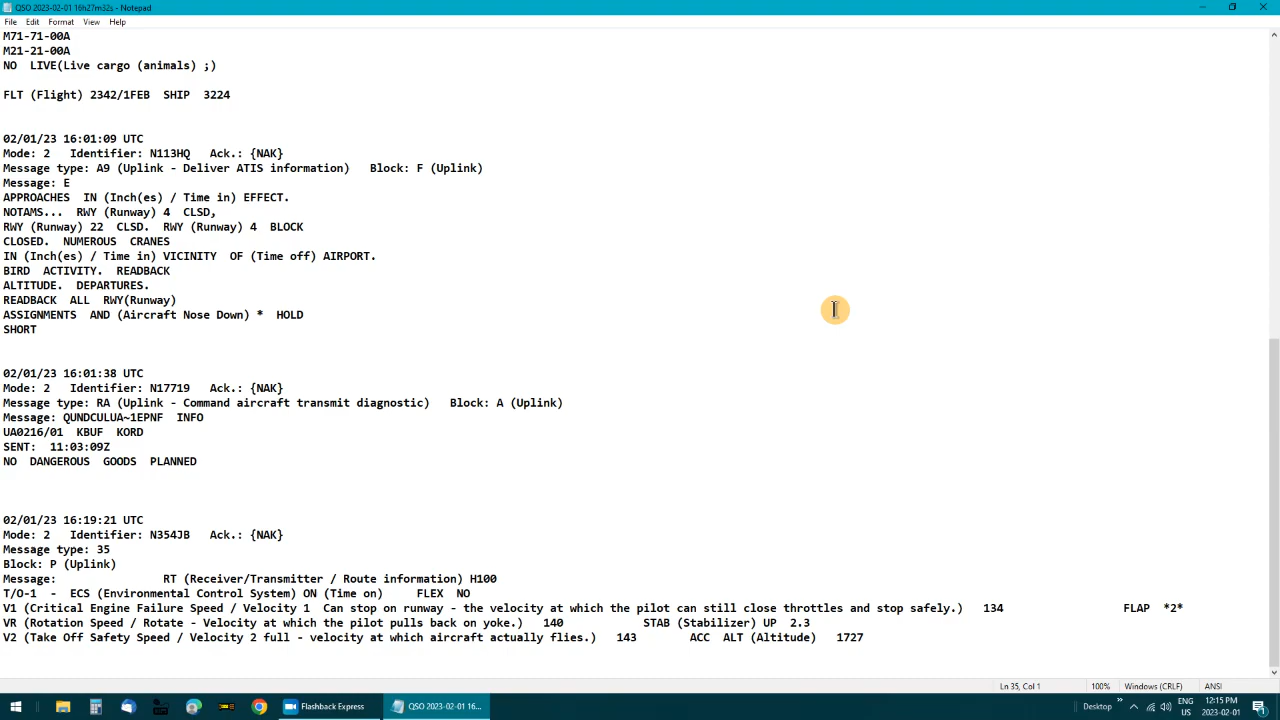 QSO 2023-02-01 16h27m32s - Notepad
File Edit Format View Help
M71-71-00A
M21-21-00A
NO LIVE(Live cargo (animals) ;)
FLT (Flight) 2342/1FEB SHIP 3224
02/01/23 16:01:09 UTC
Mode: 2 Identifier: N113HQ Ack.: {NAK}
Message type: A9 (Uplink - Deliver ATIS information) Block: F (Uplink)
Message: E
APPROACHES IN (Inch(es) / Time in) EFFECT.
NOTAMS... RWY (Runway) 4 CLSD,
RWY (Runway) 22 CLSD. RWY (Runway) 4 BLOCK
CLOSED. NUMEROUS CRANES
IN (Inch(es) / Time in) VICINITY OF (Time off) AIRPORT.
BIRD ACTIVITY. READBACK
ALTITUDE. DEPARTURES.
READBACK ALL RWY(Runway)
ASSIGNMENTS AND (Aircraft Nose Down) * HOLD
SHORT
02/01/23 16:01:38 UTC
Mode: 2 Identifier: N17719 Ack.: {NAK}
Message type: RA (Uplink - Command aircraft transmit diagnostic) Block: A (Uplink)
Message: QUNDCULUA~1EPNF INFO
UA0216/01 KBUF KORD
SENT: 11:03:09Z
NO DANGEROUS GOODS PLANNED
02/01/23 16:19:21 UTC
Mode: 2 Identifier: N354JB Ack.: {NAK}
Message type: 35
Block: P (Uplink)
Message: RT (Receiver/Transmitter / Route information) H100
T/O-1 - ECS (Environmental Control System) ON (Time on) FLEX NO
V1 (Critical Engine Failure Speed / Velocity 1 Can stop on runway - the velocity at which the pilot can still close throttles and stop safely.) 134 FLAP *2*
VR (Rotation Speed / Rotate - Velocity at which the pilot pulls back on yoke.) 140 STAB (Stabilizer) UP 2.3
V2 (Take Off Safety Speed / Velocity 2 full - velocity at which aircraft actually flies.) 143 ACC ALT (Altitude) 1727
Ln 35, Col 1 100% Windows (CRLF) ANSI
Flashback Express QSO 2023-02-01 16... Desktop ENG US 12:15 PM 2023-02-01